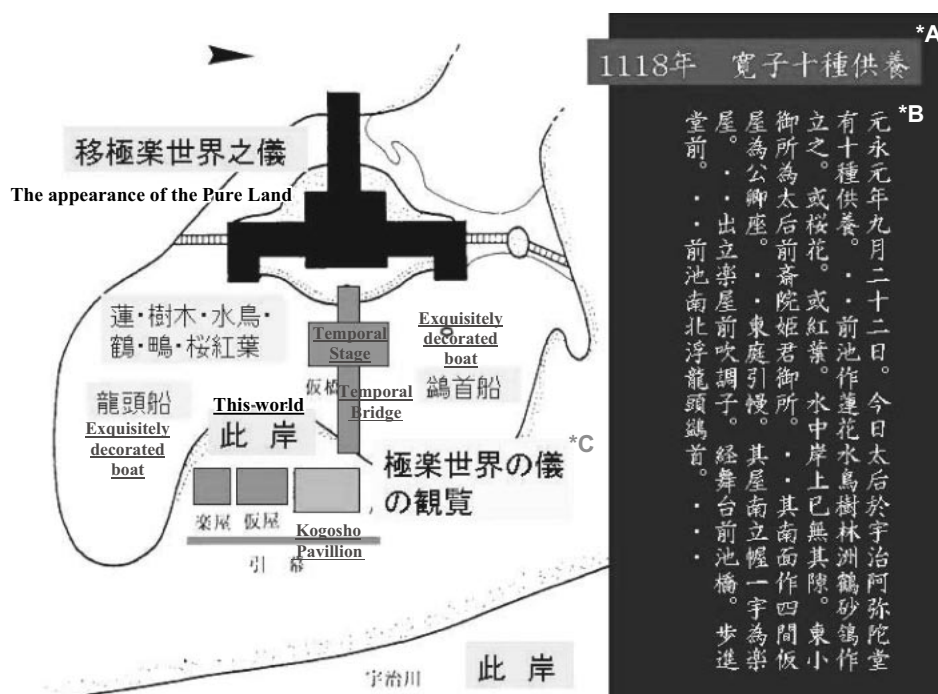 *A
1118年　寛子十種供養
*B
元永元年九月二十二日。今日太后於宇治阿弥陀堂
有十種供養。・・前池作蓮花水鳥樹林洲鶴砂鴇作
立之。或桜花。或紅葉。水中岸上已無其隙。東小
御所為太后前斎院姫君御所。・・其南面作四間仮
屋為公卿座。・・東庭引幔。其屋南立幄一宇為楽
屋。・・出立楽屋前吹調子。経舞台前池橋。歩進
堂前。・・前池南北浮龍頭鷁首。・・・
移極楽世界之儀
The appearance of the Pure Land
蓮・樹木・水鳥・
鶴・鴫・桜紅葉
Temporal
Stage
Exquisitely
decorated
boat
仮橋
Temporal
Bridge
鷁首船
龍頭船
Exquisitely
decorated
boat
This-world
此岸
*C
極楽世界の儀
の観覧
楽屋
仮屋
Kogosho
Pavillion
引幕
宇治川
此岸